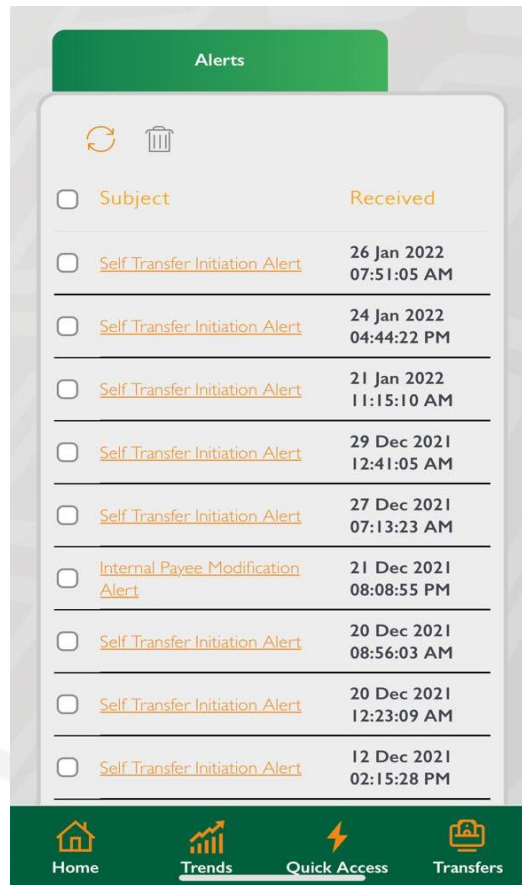 Alerts
Subject Received
Self Transfer Initiation Alert 26 Jan 2022
07:51:05 AM
Self Transfer Initiation Alert 24 Jan 2022
04:44:22 PM
Self Transfer Initiation Alert 21 Jan 2022
11:15:10 AM
Self Transfer Initiation Alert 29 Dec 2021
12:41:05 AM
Self Transfer Initiation Alert 27 Dec 2021
07:13:23 AM
Internal Payee Modification 21 Dec 2021
Alert 08:08:55 PM
Self Transfer Initiation Alert 20 Dec 2021
08:56:03 AM
Self Transfer Initiation Alert 20 Dec 2021
12:23:09 AM
Self Transfer Initiation Alert 12 Dec 2021
02:15:28 PM
Home Trends Quick Access Transfers